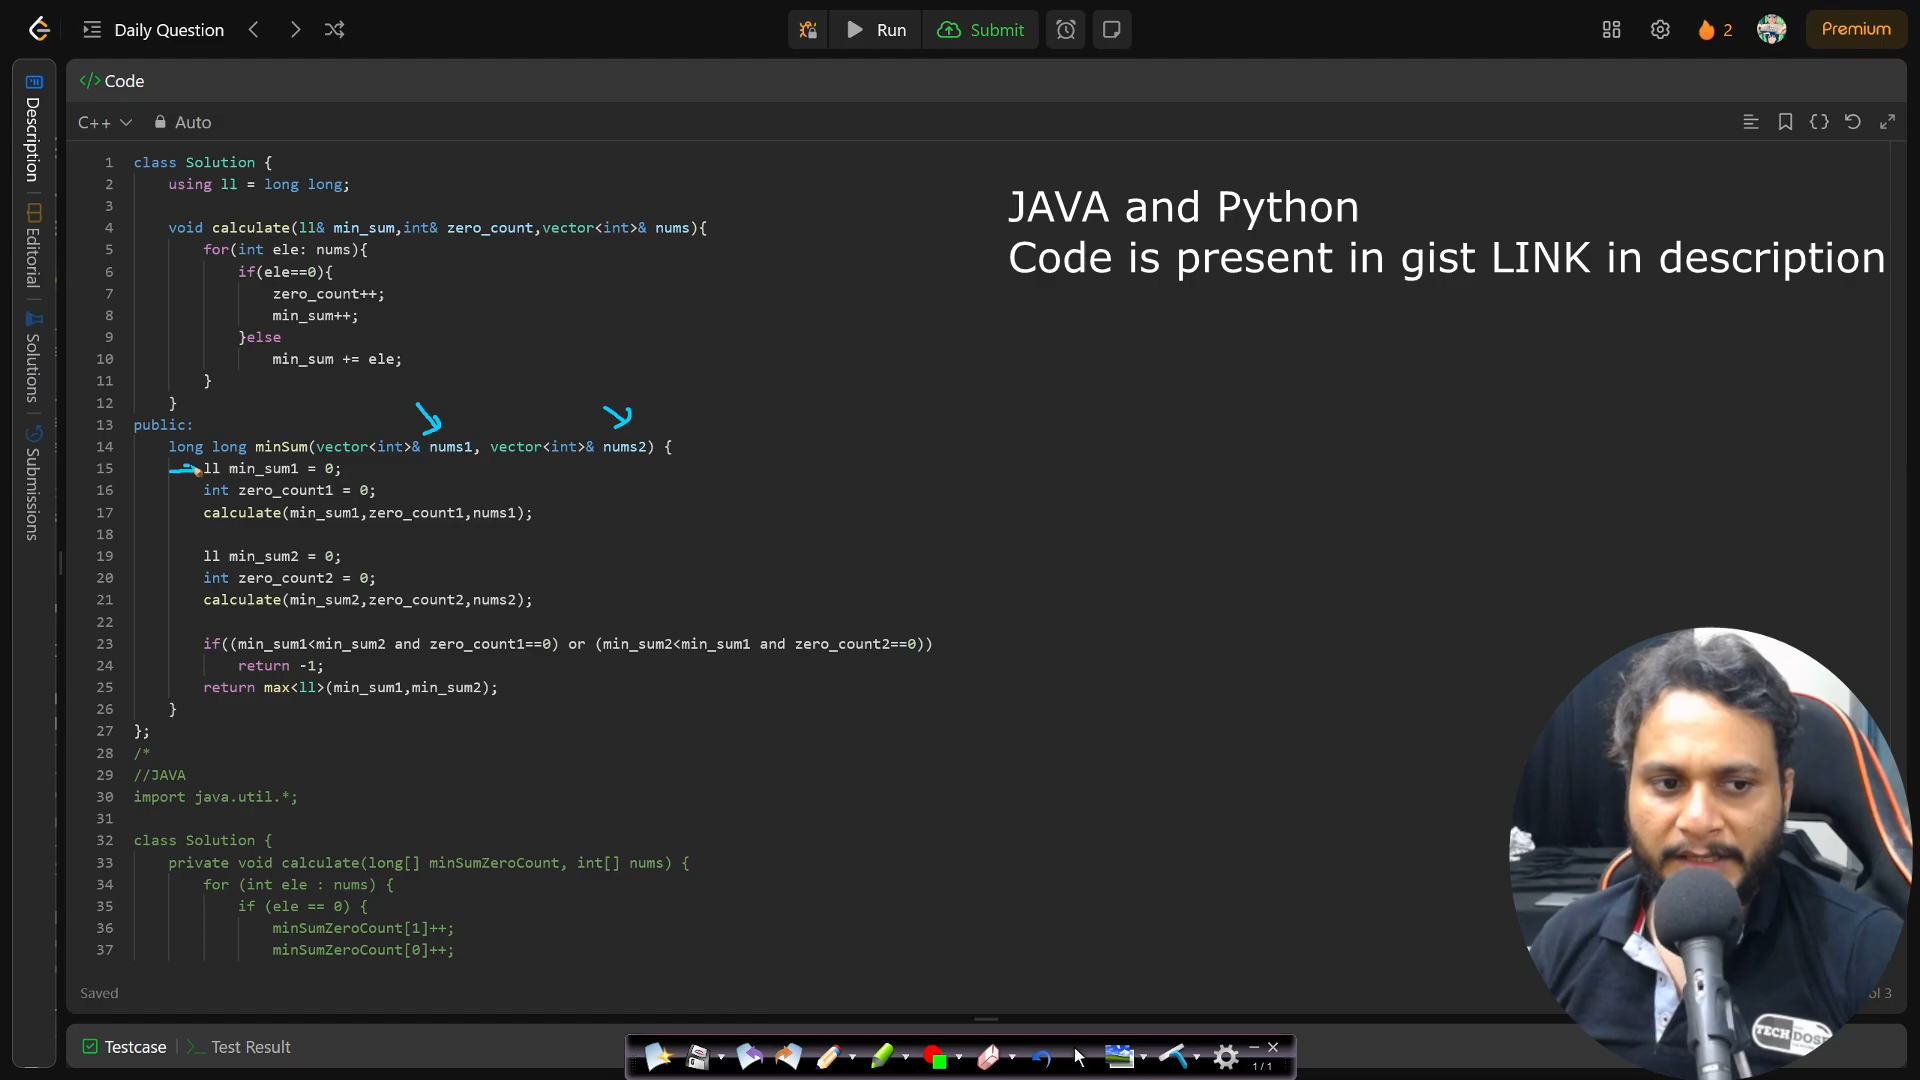 Daily Question
Run
Submit
2
Premium
Description
Editorial
Solutions
Submissions
</> Code
C++
Auto
1 class Solution {
2 using ll = long long;
3
4 void calculate(ll& min_sum,int& zero_count,vector<int>& nums){
5 for(int ele: nums){
6 if(ele==0){
7 zero_count++;
8 min_sum++;
9 }else
10 min_sum += ele;
11 }
12 }
13 public:
14 long long minSum(vector<int>& nums1, vector<int>& nums2) {
15 ll min_sum1 = 0;
16 int zero_count1 = 0;
17 calculate(min_sum1,zero_count1,nums1);
18
19 ll min_sum2 = 0;
20 int zero_count2 = 0;
21 calculate(min_sum2,zero_count2,nums2);
22
23 if((min_sum1<min_sum2 and zero_count1==0) or (min_sum2<min_sum1 and zero_count2==0))
24 return -1;
25 return max<ll>(min_sum1,min_sum2);
26 }
27 };
28 /*
29 //JAVA
30 import java.util.*;
31
32 class Solution {
33 private void calculate(long[] minSumZeroCount, int[] nums) {
34 for (int ele : nums) {
35 if (ele == 0) {
36 minSumZeroCount[1]++;
37 minSumZeroCount[0]++;
JAVA and Python
Code is present in gist LINK in description
Saved
ol 3
TECH DOSE
Testcase
Test Result
1/1